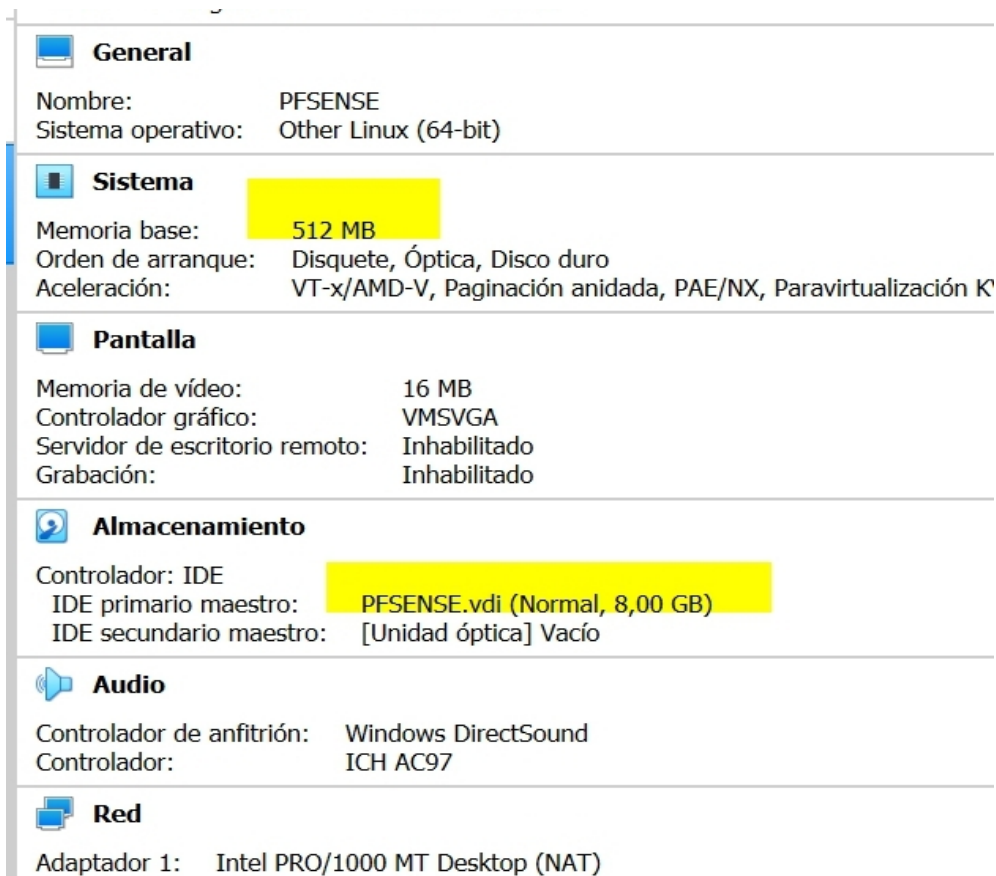 General
Nombre: PFSENSE
Sistema operativo: Other Linux (64-bit)
Sistema
Memoria base: 512 MB
Orden de arranque: Disquete, Óptica, Disco duro
Aceleración: VT-x/AMD-V, Paginación anidada, PAE/NX, Paravirtualización
Pantalla
Memoria de vídeo: 16 MB
Controlador gráfico: VMSVGA
Servidor de escritorio remoto: Inhabilitado
Grabación: Inhabilitado
Almacenamiento
Controlador: IDE
IDE primario maestro: PFSENSE.vdi (Normal, 8,00 GB)
IDE secundario maestro: [Unidad óptica] Vacío
Audio
Controlador de anfitrión: Windows DirectSound
Controlador: ICH AC97
Red
Adaptador 1: Intel PRO/1000 MT Desktop (NAT)